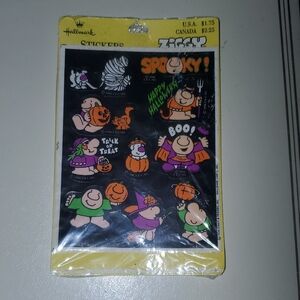 Hallmark
U.S.A. $1.75
CANADA $2.25
STICKERS
ZIGGY
SPOOKY!
HAPPY
HALLOWEEN
BOO!
TRICK
OR
TREAT